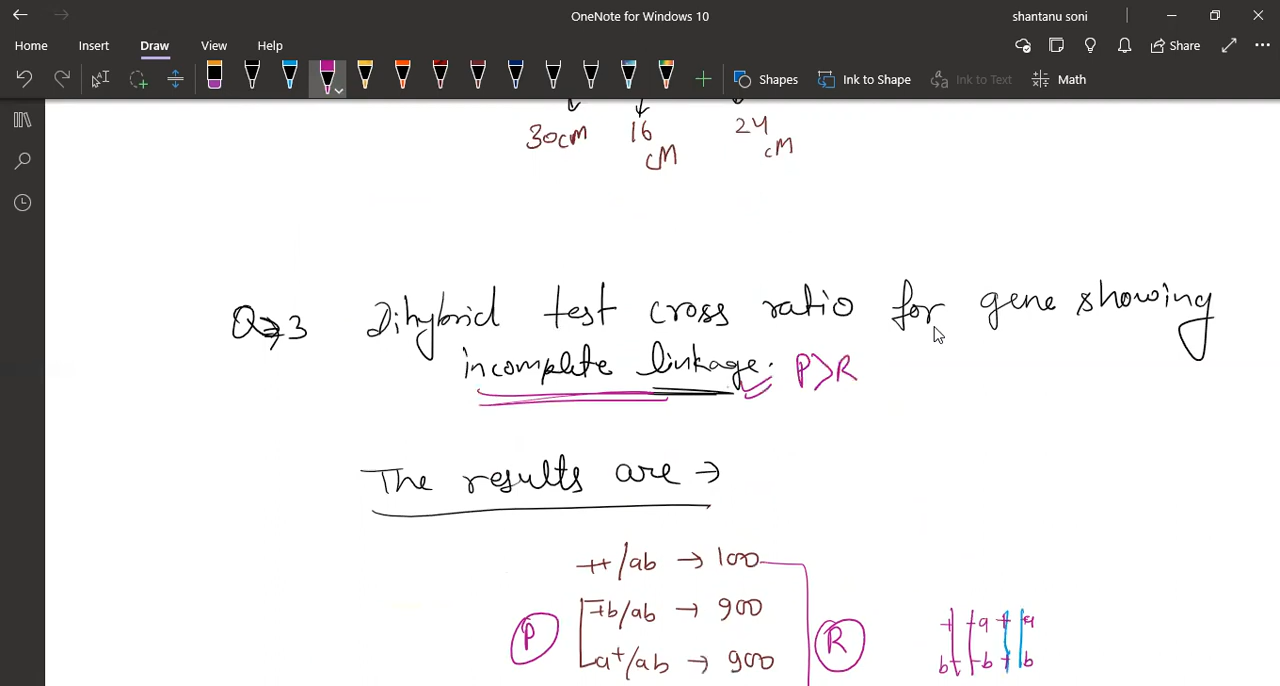 OneNote for Windows 10
shantanu soni
Home Insert Draw View Help
Share
Shapes Ink to Shape Ink to Text Math
30cM 16 cM 24 cM
Q→3 Dihybrid test cross ratio for gene showing
incomplete linkage. P>R
The results are →
++/ab → 100
P +b/ab → 900 R
a+/ab → 900
+ + a + a
b + b + b